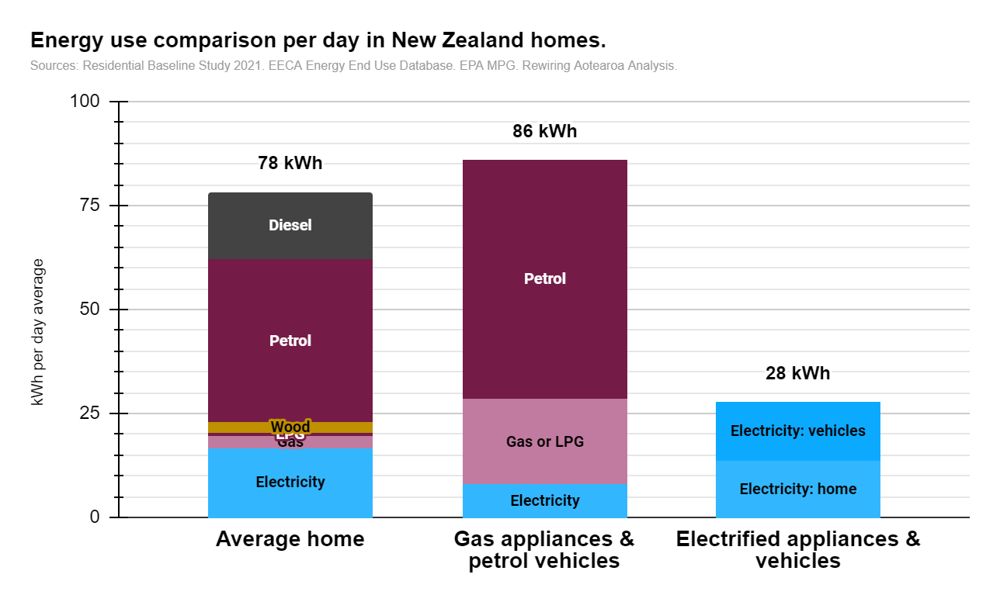 Energy use comparison per day in New Zealand homes.
Sources: Residential Baseline Study 2021. EECA Energy End Use Database. EPA MPG. Rewiring Aotearoa Analysis.
kWh per day average
100
75
50
25
0
78 kWh
Diesel
Petrol
Wood
LPG
Gas
Electricity
86 kWh
Petrol
Gas or LPG
Electricity
28 kWh
Electricity: vehicles
Electricity: home
Average home
Gas appliances &
petrol vehicles
Electrified appliances &
vehicles